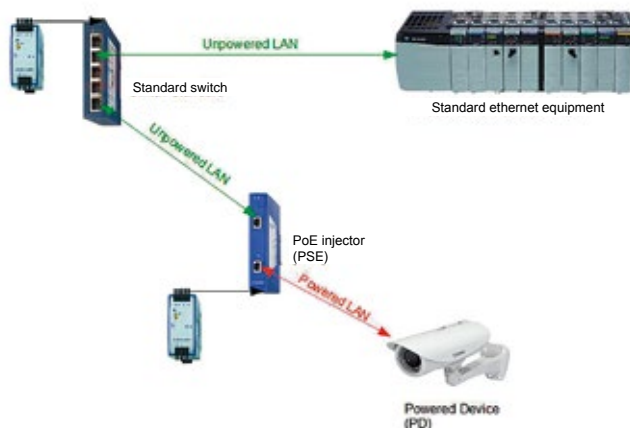 Unpowered LAN
Standard switch
Standard ethernet equipment
Unpowered LAN
PoE injector
(PSE)
Powered LAN
Powered Device
(PD)